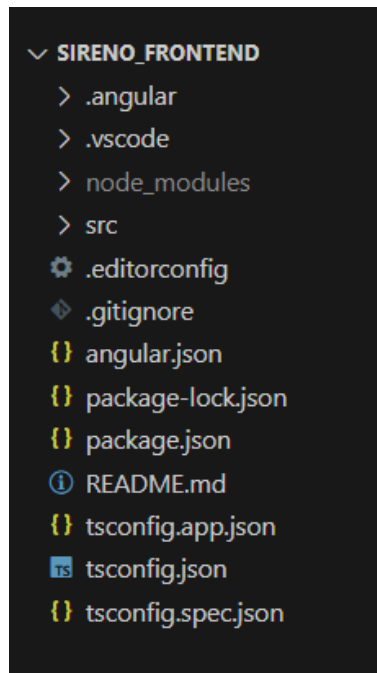 SIRENO_FRONTEND
.angular
.vscode
node_modules
src
.editorconfig
.gitignore
angular.json
package-lock.json
package.json
README.md
tsconfig.app.json
TS tsconfig.json
tsconfig.spec.json